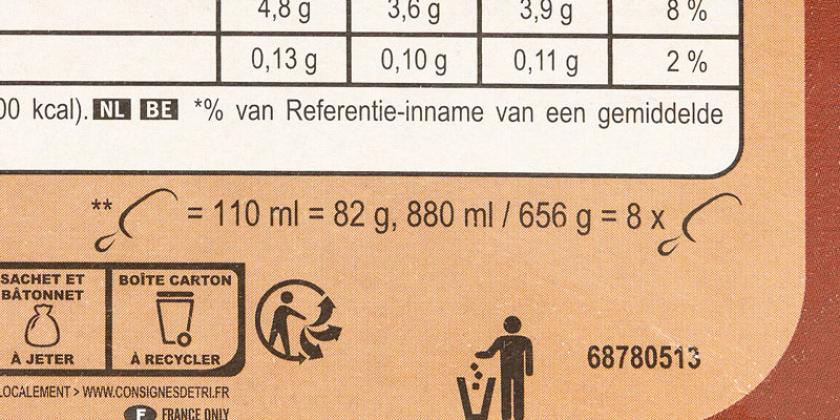 4,8 g 3,6 g 3,9 g 8 %
0,13 g 0,10 g 0,11 g 2 %
00 kcal). NL BE *% van Referentie-inname van een gemiddelde
** = 110 ml = 82 g, 880 ml / 656 g = 8 x
SACHET ET
BÂTONNET
À JETER
BOÎTE CARTON
À RECYCLER
68780513
LOCALEMENT > WWW.CONSIGNESDETRI.FR
F FRANCE ONLY